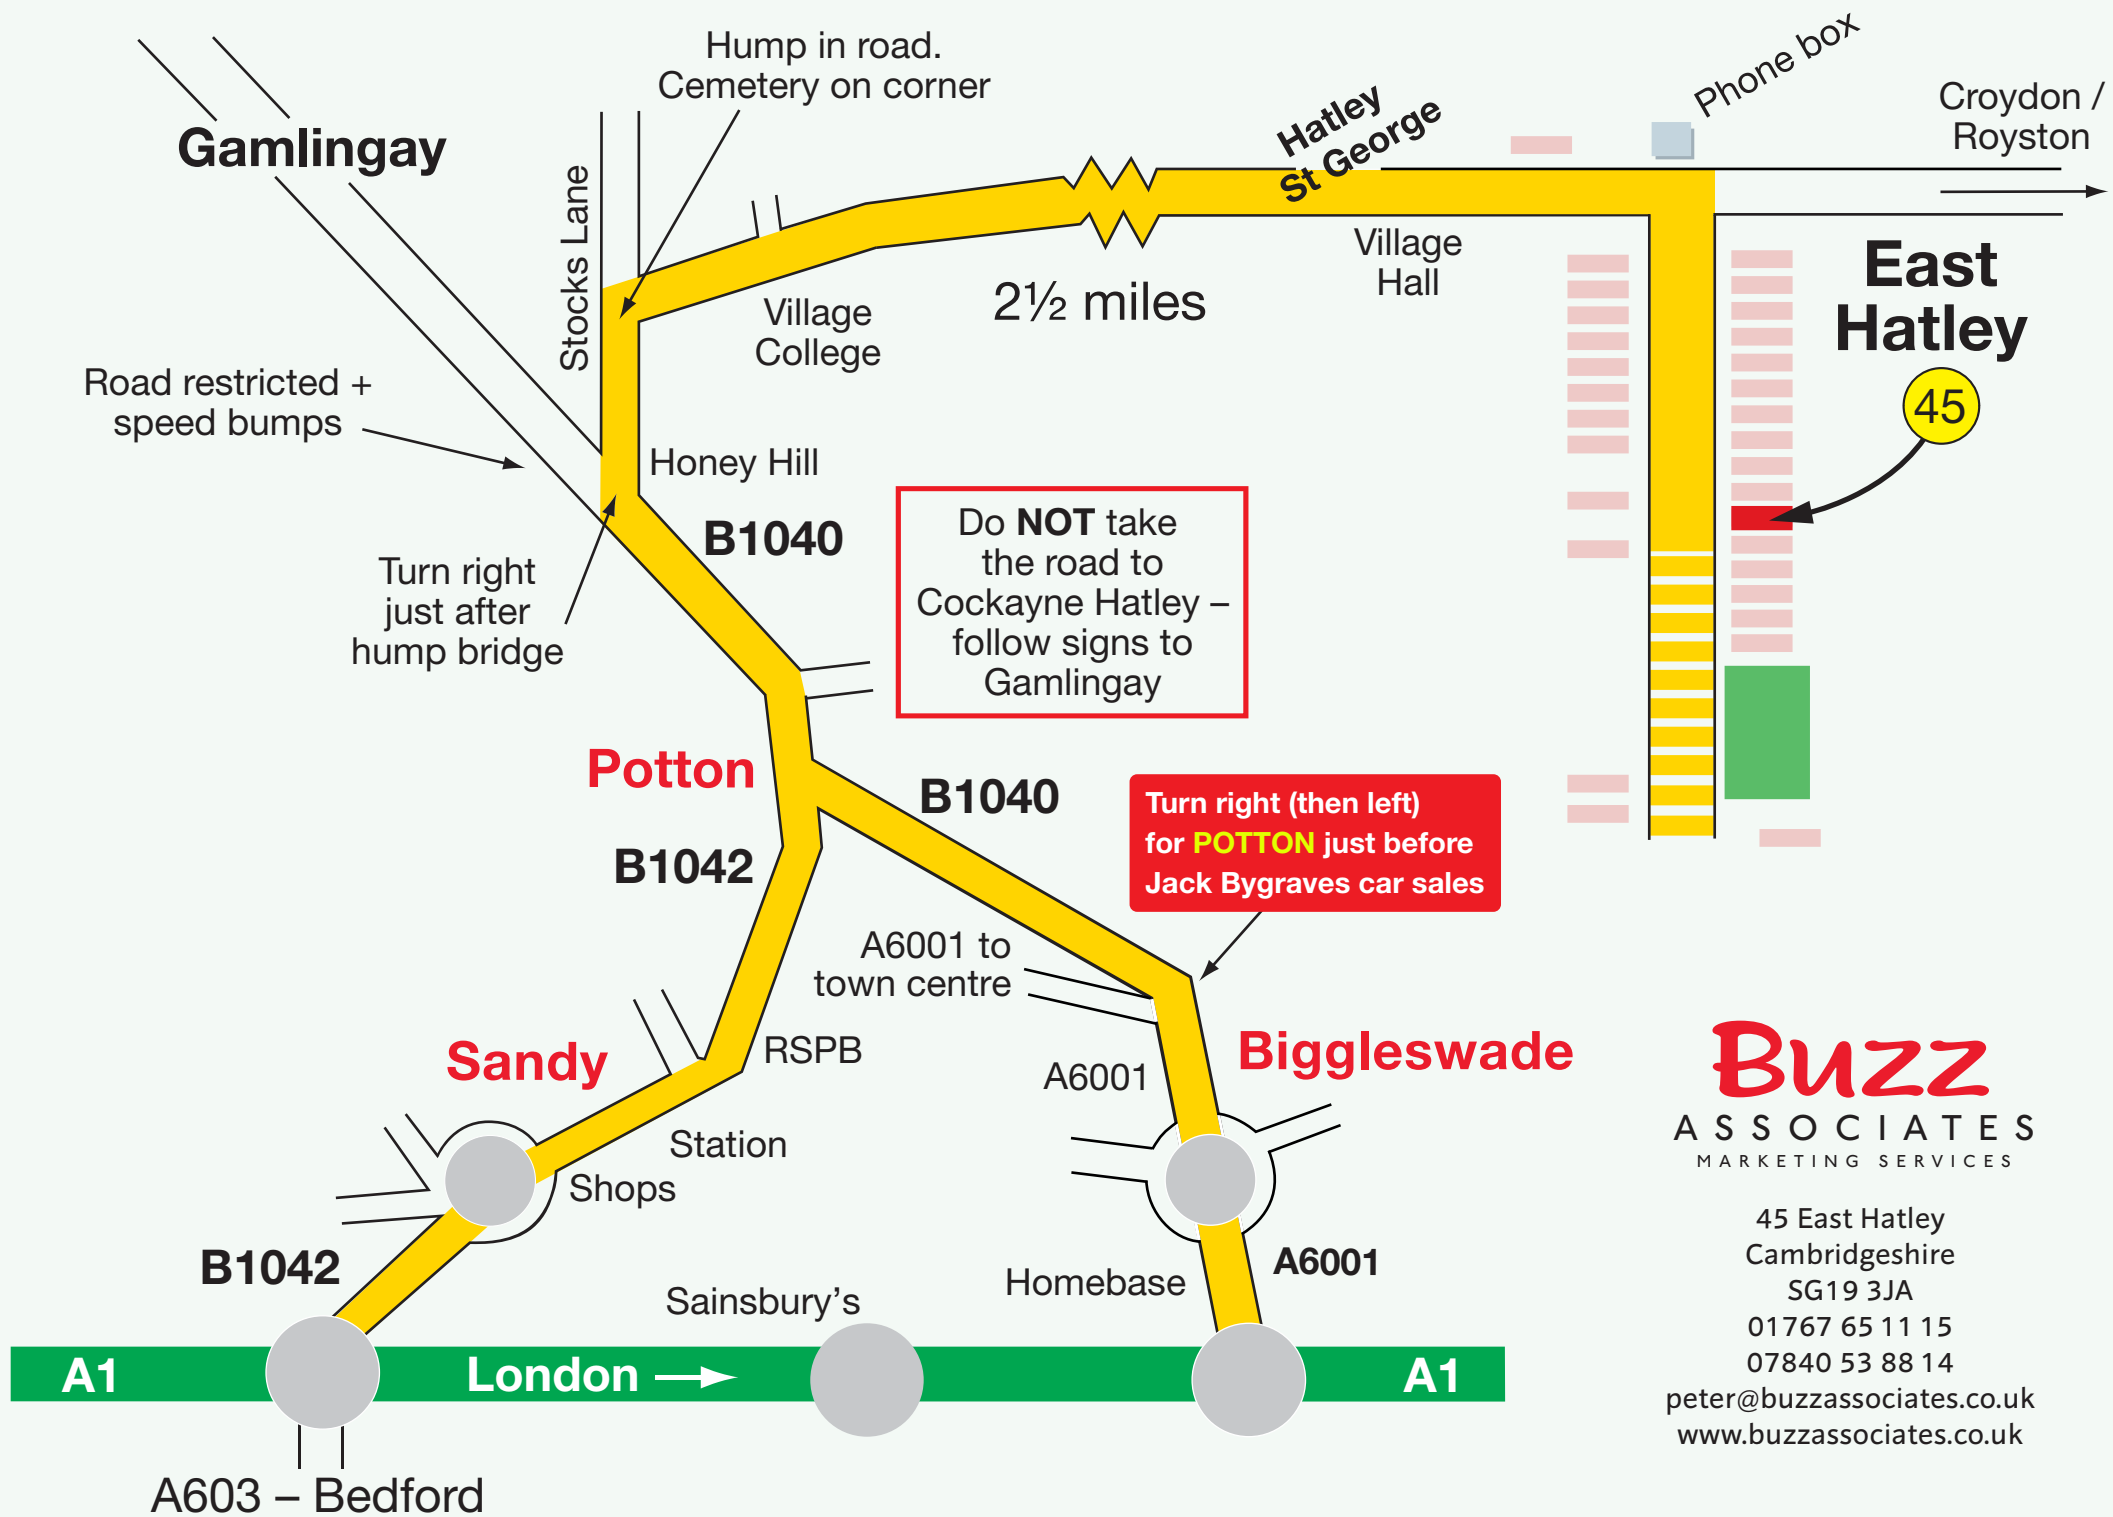 Hump in road.
Cemetery on corner
Phone box
Croydon /
Royston
Hatley
St George
Gamlingay
Stocks Lane
Village
Hall
East
Hatley
45
2½ miles
Village
College
Road restricted +
speed bumps
Honey Hill
B1040
Turn right
just after
hump bridge
Do NOT take
the road to
Cockayne Hatley –
follow signs to
Gamlingay
Potton
B1040
Turn right (then left)
for POTTON just before
Jack Bygraves car sales
B1042
A6001 to
town centre
Sandy
RSPB
A6001
Biggleswade
Station
Shops
B1042
Sainsbury's
Homebase
A6001
A1
London
A1
A603 – Bedford
Buzz
ASSOCIATES
MARKETING SERVICES
45 East Hatley
Cambridgeshire
SG19 3JA
01767 65 11 15
07840 53 88 14
peter@buzzassociates.co.uk
www.buzzassociates.co.uk